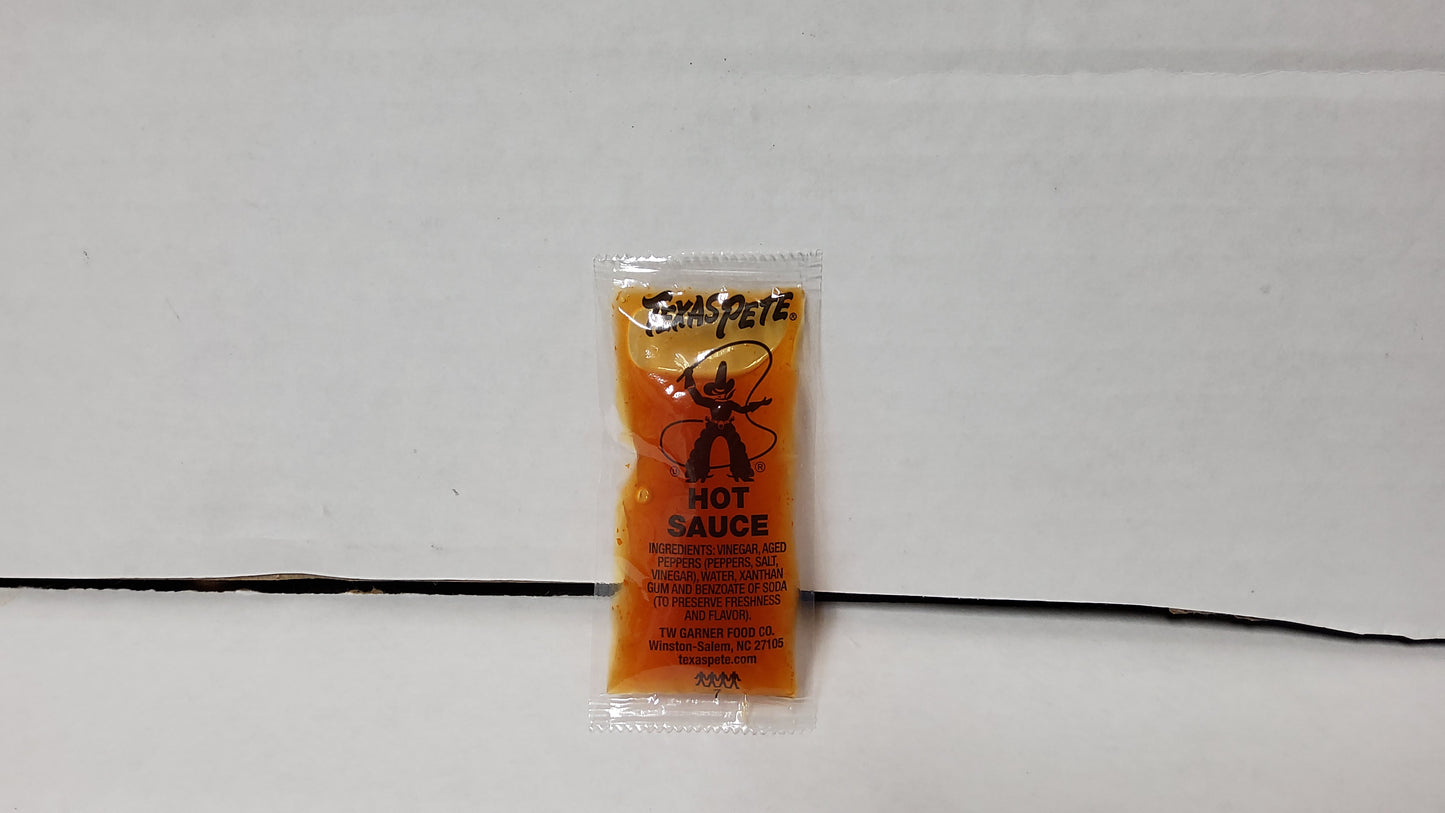 TEXAS PETE®
U ®
HOT
SAUCE
INGREDIENTS: VINEGAR, AGED
PEPPERS (PEPPERS, SALT,
VINEGAR), WATER, XANTHAN
GUM AND BENZOATE OF SODA
(TO PRESERVE FRESHNESS
AND FLAVOR).
TW GARNER FOOD CO.
Winston-Salem, NC 27105
texaspete.com
7